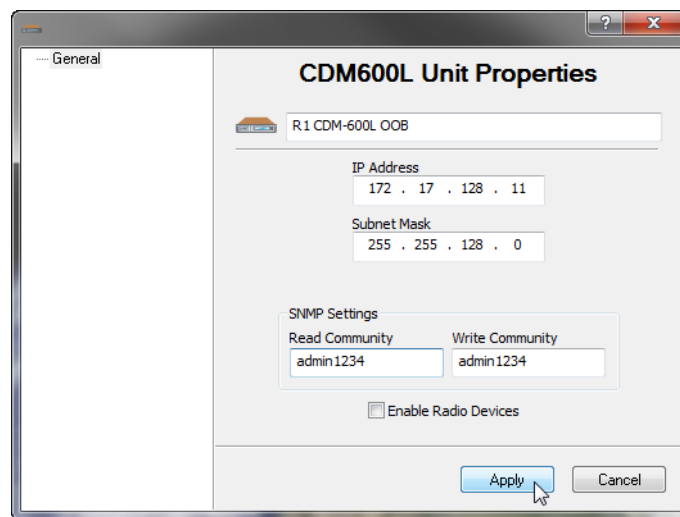 General
CDM600L Unit Properties
R1 CDM-600L OOB
IP Address
172 . 17 . 128 . 11
Subnet Mask
255 . 255 . 128 . 0
SNMP Settings
Read Community Write Community
admin1234 admin1234
Enable Radio Devices
Apply Cancel